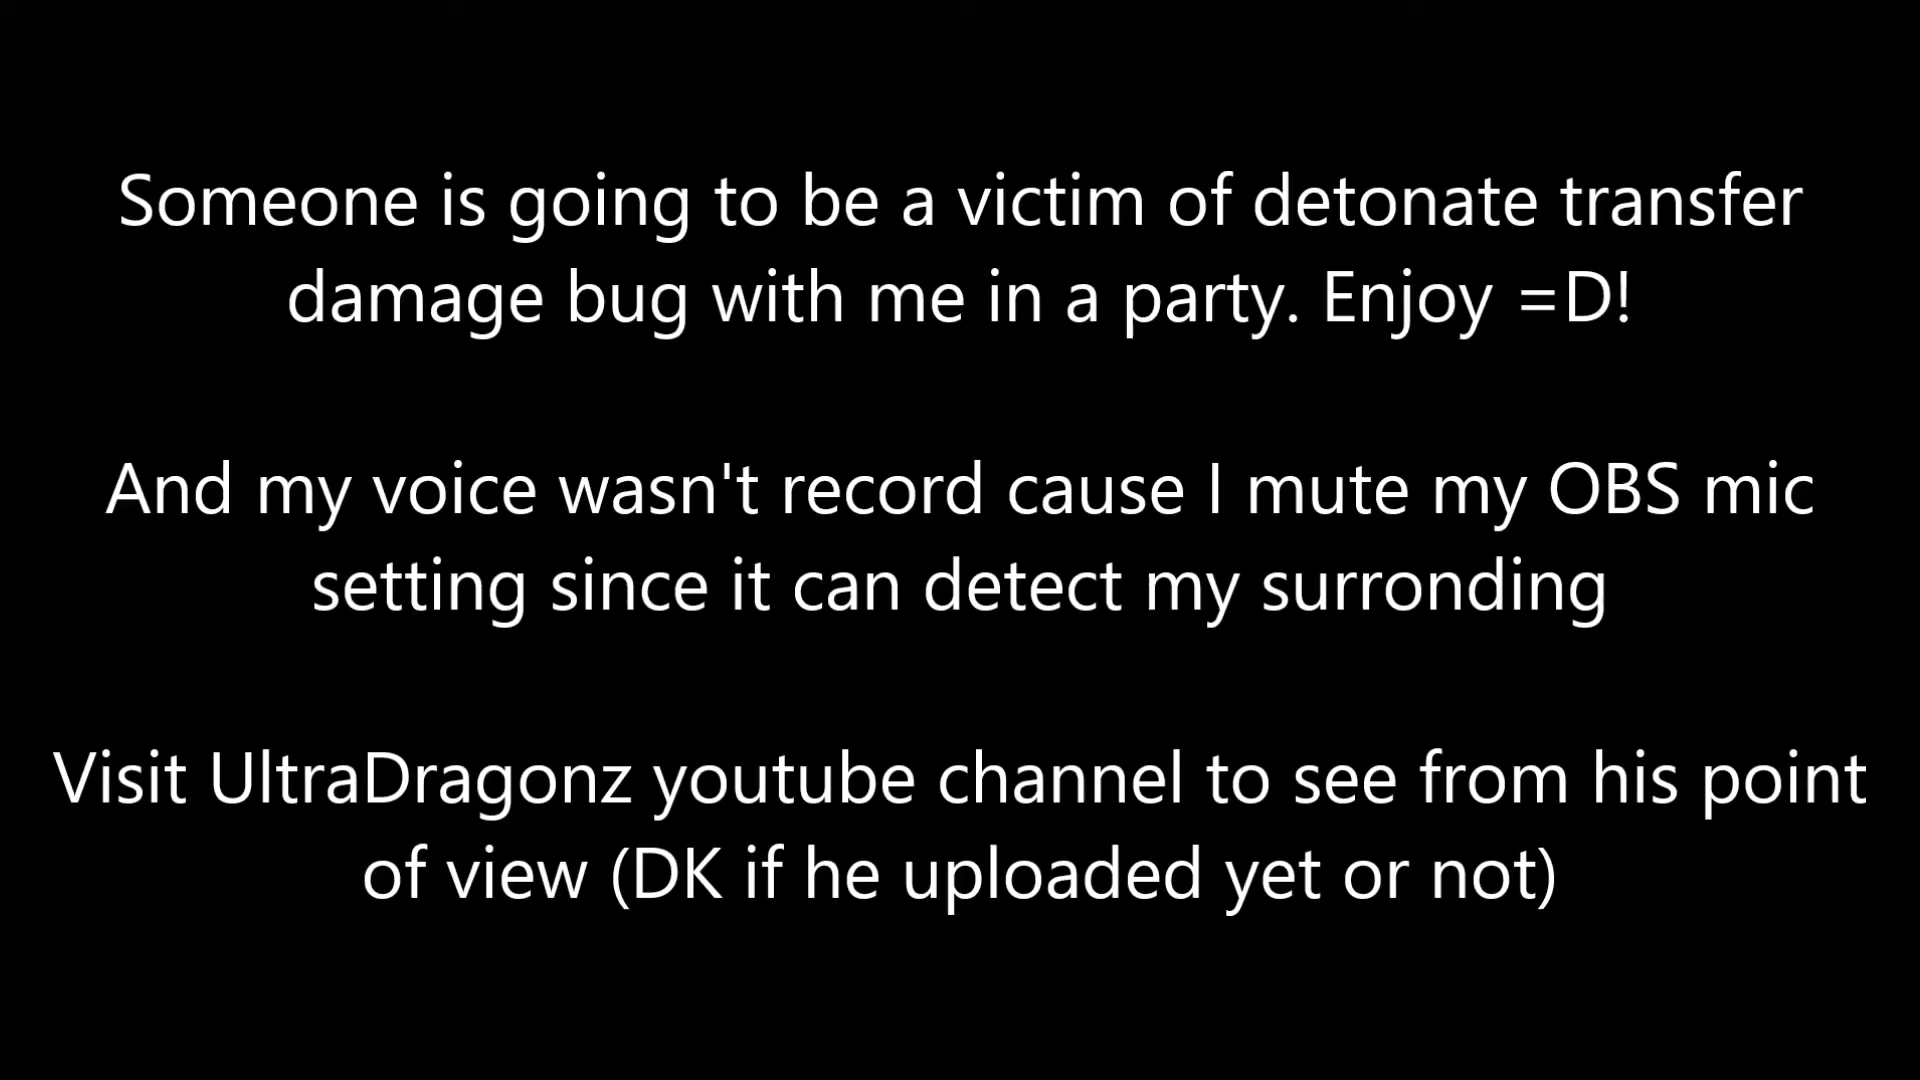 Someone is going to be a victim of detonate transfer
damage bug with me in a party. Enjoy =D!
And my voice wasn't record cause I mute my OBS mic
setting since it can detect my surronding
Visit UltraDragonz youtube channel to see from his point
of view (DK if he uploaded yet or not)